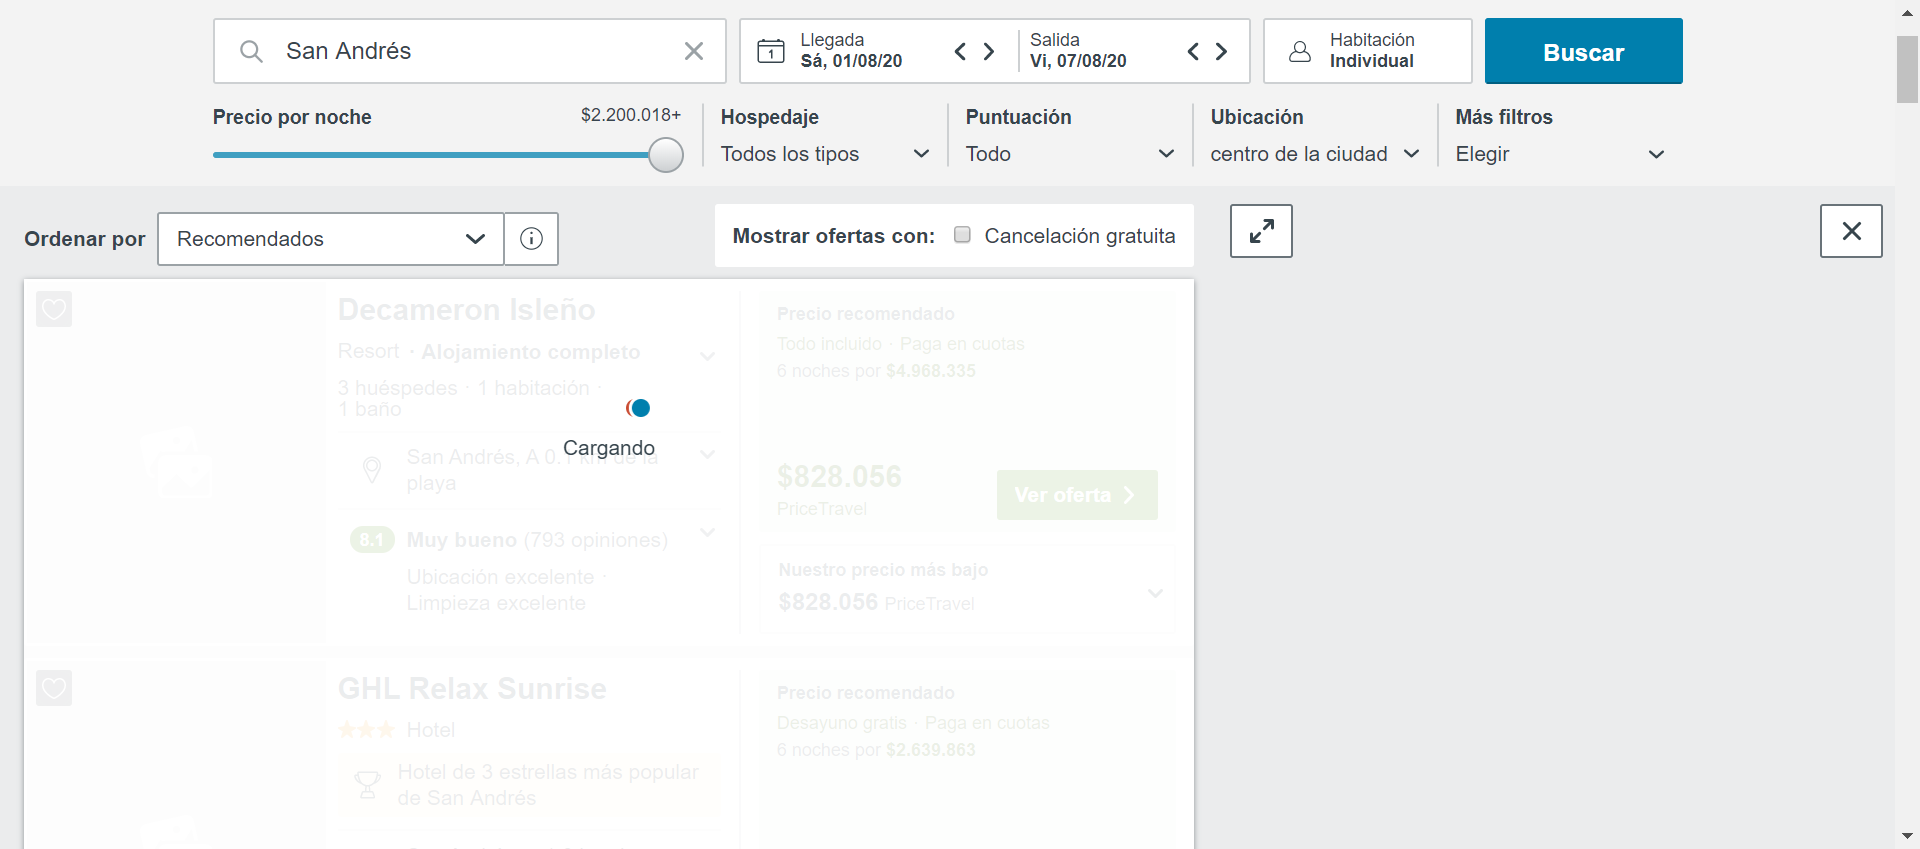 San Andrés
1
Llegada
Sá, 01/08/20
Salida
Vi, 07/08/20
Habitación
Individual
Buscar
Precio por noche
$2.200.018+
Hospedaje
Todos los tipos
Puntuación
Todo
Ubicación
centro de la ciudad
Más filtros
Elegir
Ordenar por
Recomendados
Mostrar ofertas con:
Cancelación gratuita
Decameron Isleño
Resort · Alojamiento completo
3 huéspedes · 1 habitación ·
1 baño
Cargando
San Andrés, A 0.1 km de la
playa
8.1
Muy bueno (793 opiniones)
Ubicación excelente ·
Limpieza excelente
Precio recomendado
Todo incluido · Paga en cuotas
6 noches por $4.968.335
$828.056
PriceTravel
Ver oferta
Nuestro precio más bajo
$828.056 PriceTravel
GHL Relax Sunrise
Hotel
Hotel de 3 estrellas más popular
de San Andrés
Precio recomendado
Desayuno gratis · Paga en cuotas
6 noches por $2.639.863